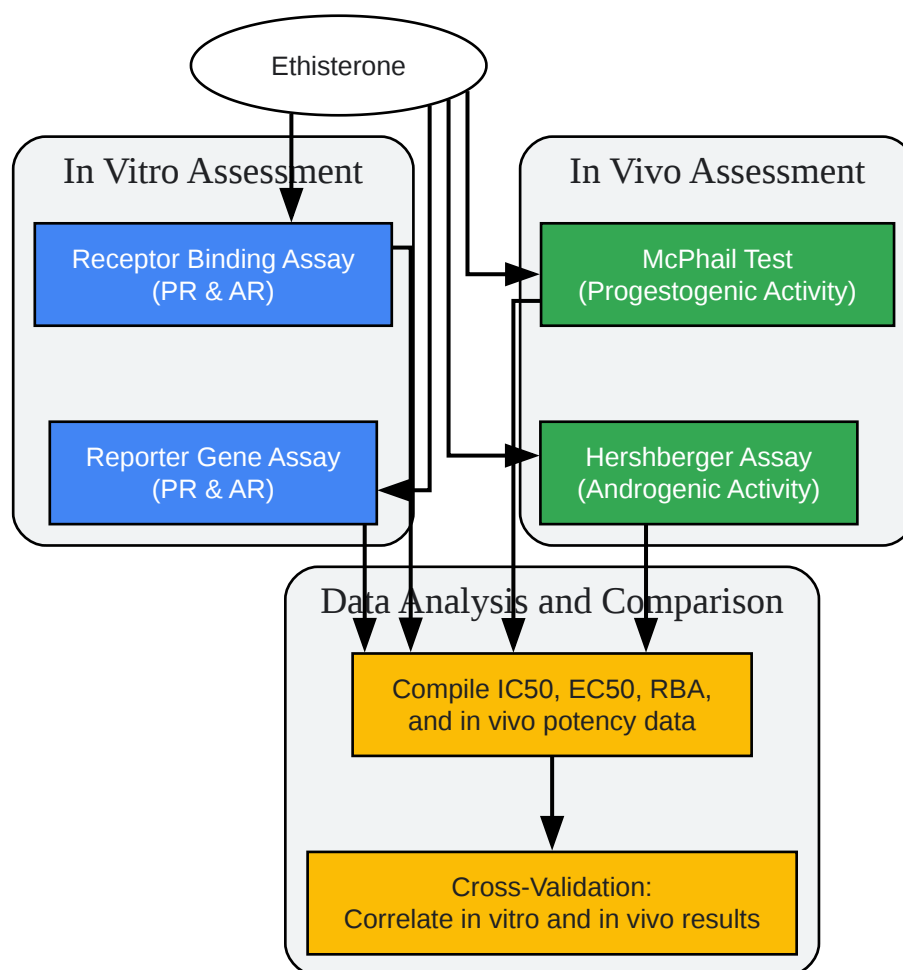 Ethisterone
In Vitro Assessment
Receptor Binding Assay
(PR & AR)
Reporter Gene Assay
(PR & AR)
In Vivo Assessment
McPhail Test
(Progestogenic Activity)
Hershberger Assay
(Androgenic Activity)
Data Analysis and Comparison
Compile IC50, EC50, RBA,
and in vivo potency data
Cross-Validation:
Correlate in vitro and in vivo results